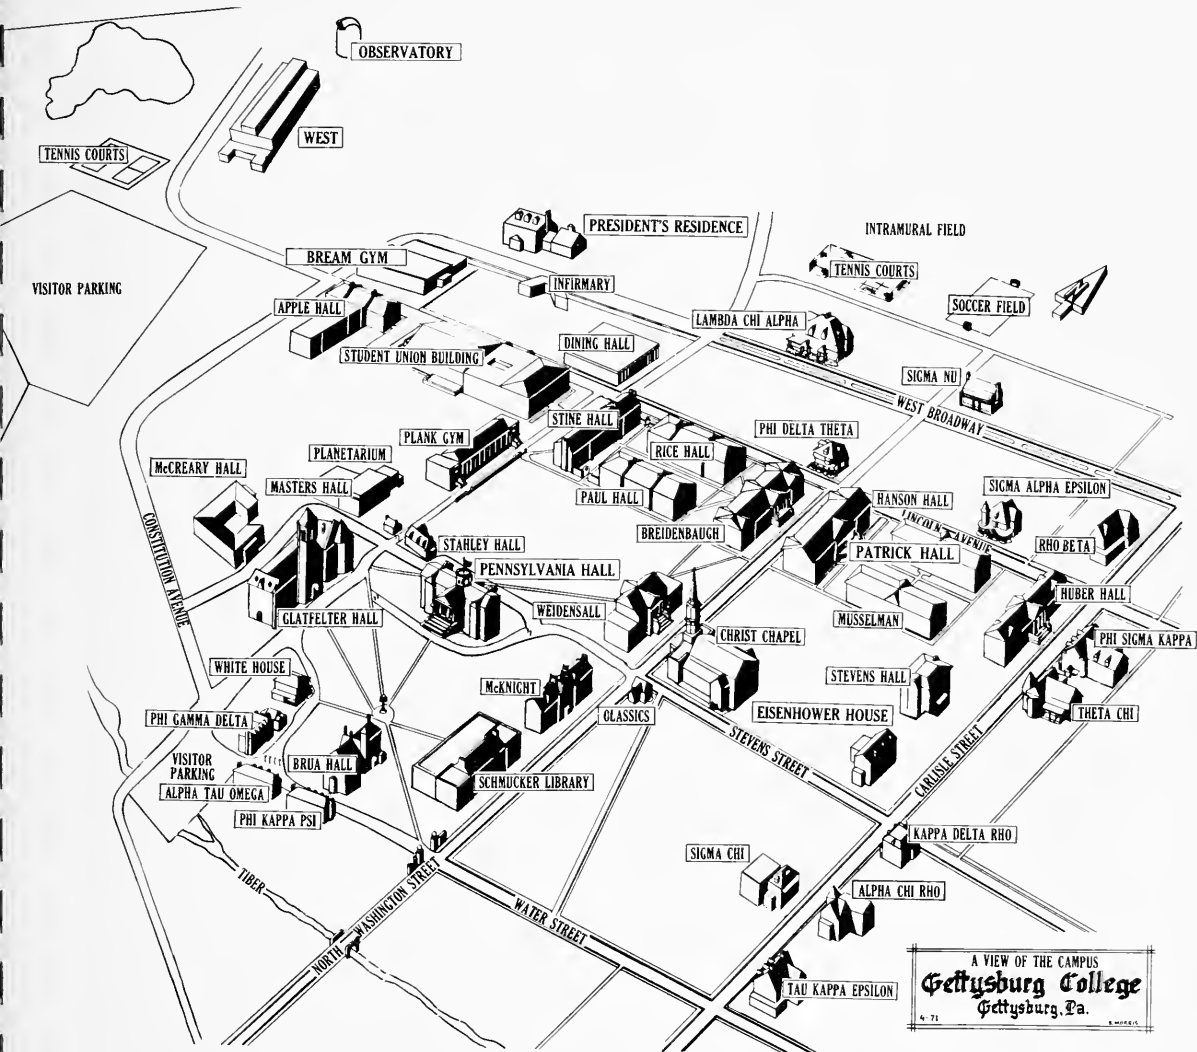 OBSERVATORY
WEST
TENNIS COURTS
PRESIDENT'S RESIDENCE
INTRAMURAL FIELD
BREAM GYM
TENNIS COURTS
VISITOR PARKING
INFIRMARY
APPLE HALL
SOCCER FIELD
LAMBDA CHI ALPHA
STUDENT UNION BUILDING
DINING HALL
SIGMA NU
WEST BROADWAY
STINE HALL
PHI DELTA THETA
PLANK GYM
RICE HALL
PLANETARIUM
McCREARY HALL
MASTERS HALL
PAUL HALL
HANSON HALL
SIGMA ALPHA EPSILON
BREIDENBAUGH
LINCOLN AVENUE
CONSTITUTION AVENUE
STAHLEY HALL
PATRICK HALL
RHO BETA
PENNSYLVANIA HALL
HUBER HALL
WEIDENSALL
GLATFELTER HALL
MUSSELMAN
CHRIST CHAPEL
PHI SIGMA KAPPA
WHITE HOUSE
STEVENS HALL
McKNIGHT
CLASSICS
EISENHOWER HOUSE
THETA CHI
PHI GAMMA DELTA
STEVENS STREET
CARLISLE STREET
VISITOR
PARKING
BRUA HALL
SCHMUCKER LIBRARY
ALPHA TAU OMEGA
PHI KAPPA PSI
KAPPA DELTA RHO
SIGMA CHI
TIBER
ALPHA CHI RHO
NORTH WASHINGTON STREET
WATER STREET
TAU KAPPA EPSILON
A VIEW OF THE CAMPUS
Gettysburg College
Gettysburg, Pa.
4-71
S. MORRIS